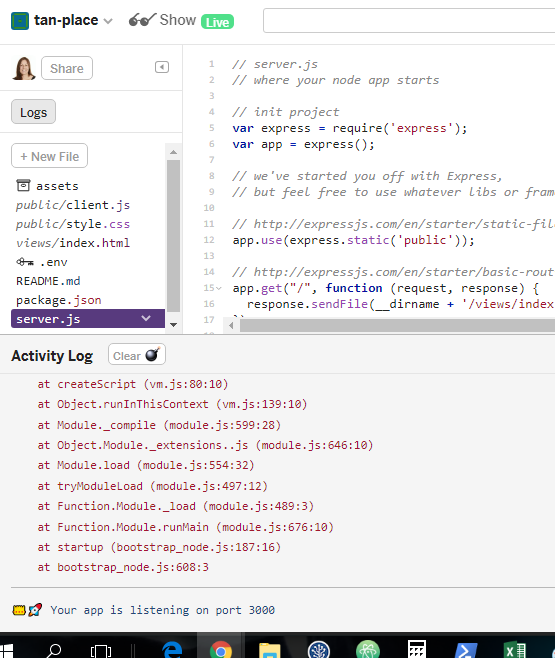 tan-place
Show Live
Share
Logs
+ New File
assets
public/client.js
public/style.css
views/index.html
.env
README.md
package.json
server.js
1 // server.js
2 // where your node app starts
3
4 // init project
5 var express = require('express');
6 var app = express();
7
8 // we've started you off with Express,
9 // but feel free to use whatever libs or fram
10
11 // http://expressjs.com/en/starter/static-fil
12 app.use(express.static('public'));
13
14 // http://expressjs.com/en/starter/basic-rout
15 app.get("/", function (request, response) {
16 response.sendFile(__dirname + '/views/index
17 });
Activity Log
Clear
at createScript (vm.js:80:10)
at Object.runInThisContext (vm.js:139:10)
at Module._compile (module.js:599:28)
at Object.Module._extensions..js (module.js:646:10)
at Module.load (module.js:554:32)
at tryModuleLoad (module.js:497:12)
at Function.Module._load (module.js:489:3)
at Function.Module.runMain (module.js:676:10)
at startup (bootstrap_node.js:187:16)
at bootstrap_node.js:608:3
Your app is listening on port 3000